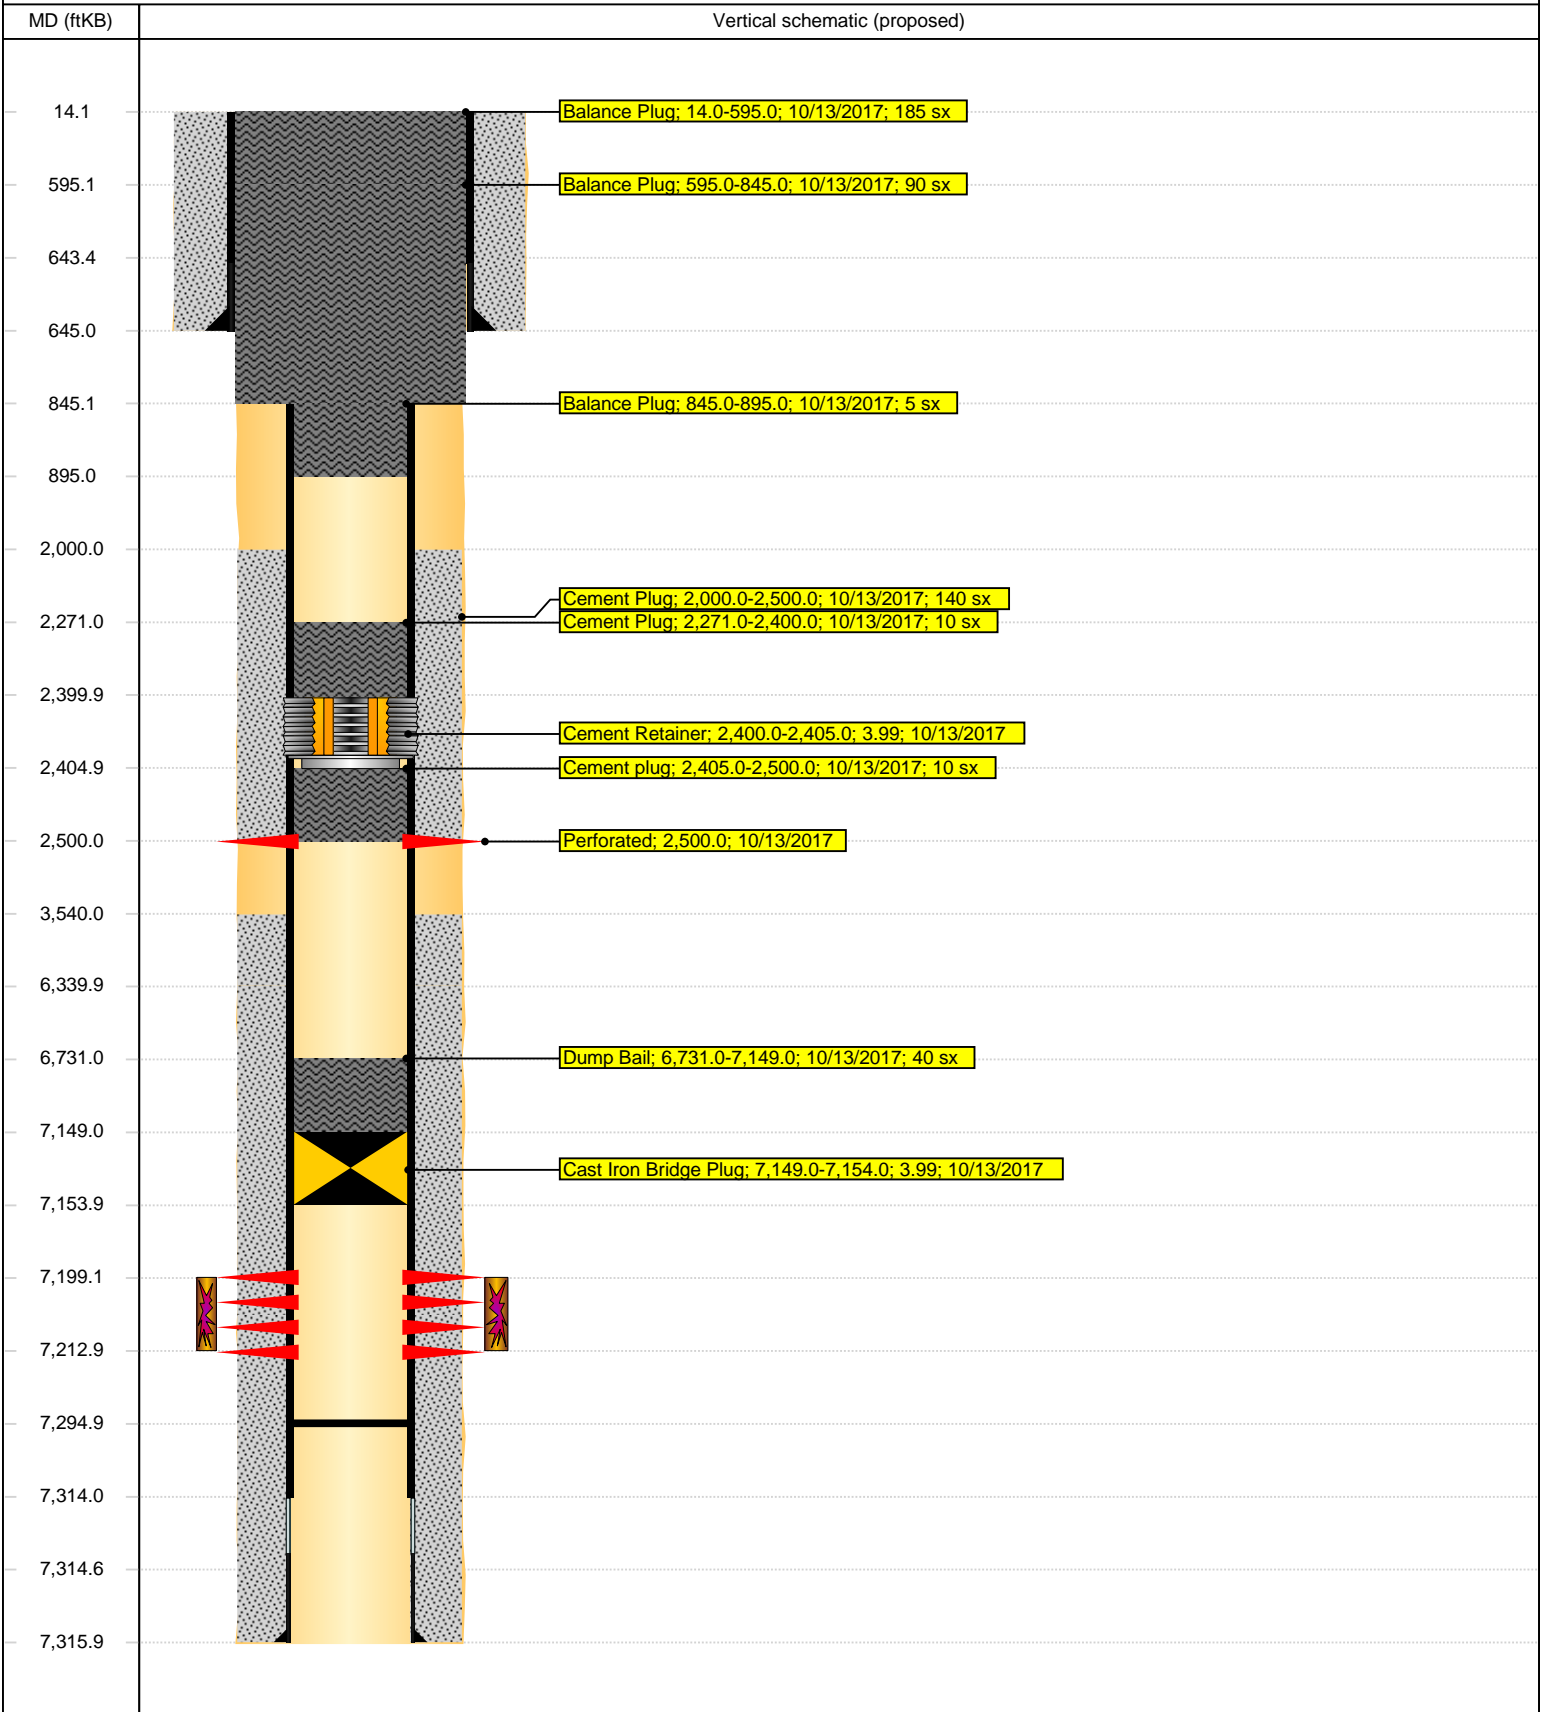 MD (ftKB) Vertical schematic (proposed)
14.1 Balance Plug; 14.0-595.0; 10/13/2017; 185 sx
595.1 Balance Plug; 595.0-845.0; 10/13/2017; 90 sx
643.4
645.0
845.1 Balance Plug; 845.0-895.0; 10/13/2017; 5 sx
895.0
2,000.0
Cement Plug; 2,000.0-2,500.0; 10/13/2017; 140 sx
2,271.0 Cement Plug; 2,271.0-2,400.0; 10/13/2017; 10 sx
2,399.9
Cement Retainer; 2,400.0-2,405.0; 3.99; 10/13/2017
2,404.9 Cement plug; 2,405.0-2,500.0; 10/13/2017; 10 sx
2,500.0 Perforated; 2,500.0; 10/13/2017
3,540.0
6,339.9
6,731.0 Dump Bail; 6,731.0-7,149.0; 10/13/2017; 40 sx
7,149.0
Cast Iron Bridge Plug; 7,149.0-7,154.0; 3.99; 10/13/2017
7,153.9
7,199.1
7,212.9
7,294.9
7,314.0
7,314.6
7,315.9